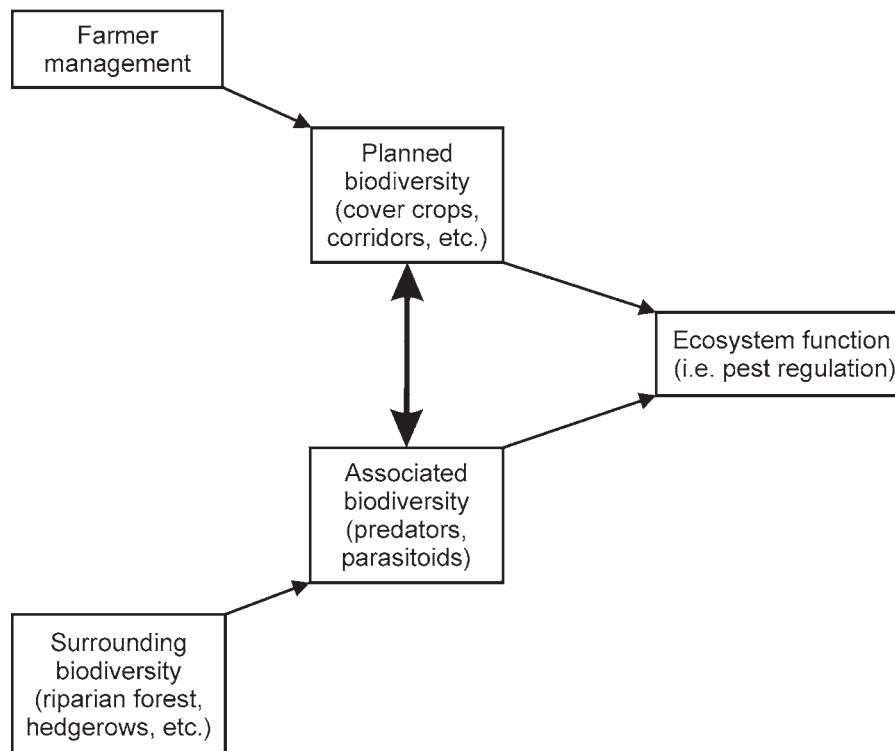 Farmer
management
Planned
biodiversity
(cover crops,
corridors, etc.)
Ecosystem function
(i.e. pest regulation)
Associated
biodiversity
(predators,
parasitoids)
Surrounding
biodiversity
(riparian forest,
hedgerows, etc.)